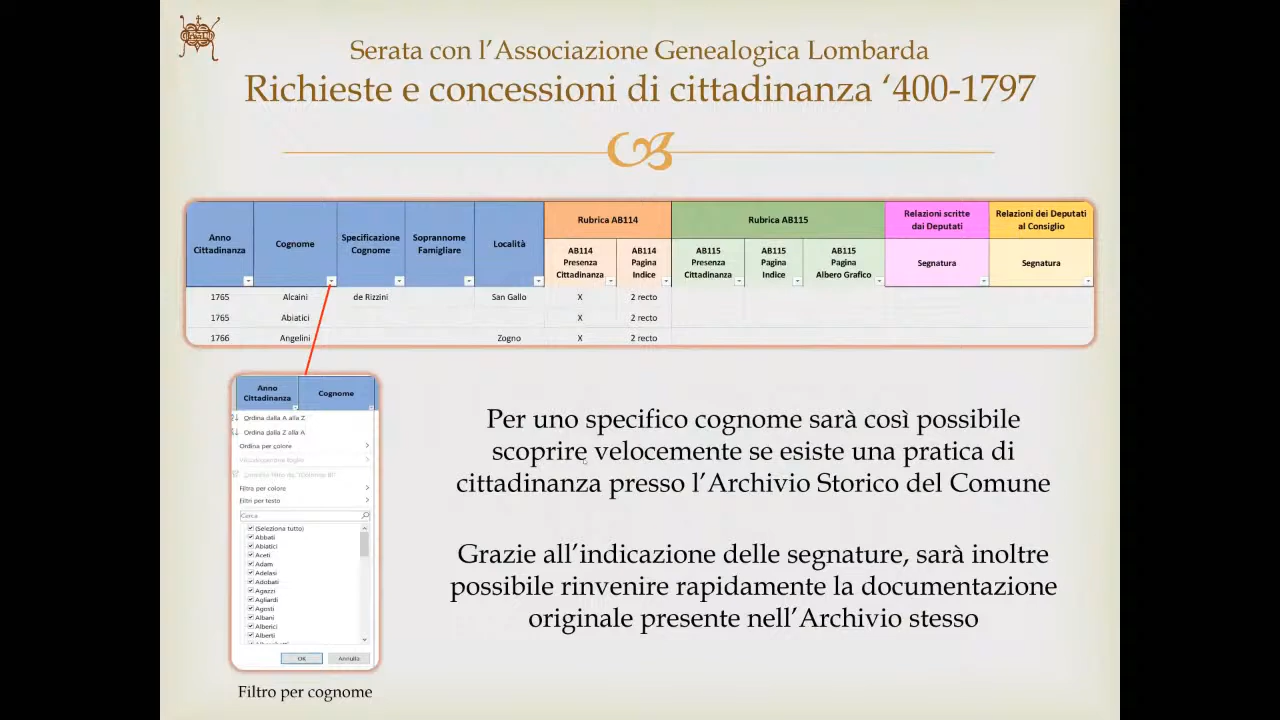 Serata con l’Associazione Genealogica Lombarda
Richieste e concessioni di cittadinanza ‘400-1797
Anno Cittadinanza
Cognome
Specificazione Cognome
Soprannome Famigliare
Località
Rubrica AB114
Rubrica AB115
Relazioni scritte dai Deputati
Relazioni dei Deputati al Consiglio
AB114 Presenza Cittadinanza
AB114 Pagina Indice
AB115 Presenza Cittadinanza
AB115 Pagina Indice
AB115 Pagina Albero Grafico
Segnatura
Segnatura
1765 Alcaini de Rizzini San Gallo X 2 recto
1765 Abiatici X 2 recto
1766 Angelini Zogno X 2 recto
Anno Cittadinanza
Cognome
Ordina dalla A alla Z
Ordina dalla Z alla A
Ordina per colore
Filtra per colore
Filtri per testo
Cerca
(Seleziona tutto)
Abbati
Abiatici
Aceti
Adam
Adelasi
Adobati
Agazzi
Agliardi
Agosti
Albani
Alberici
Alberti
OK
Annulla
Filtro per cognome
Per uno specifico cognome sarà così possibile
scoprire velocemente se esiste una pratica di
cittadinanza presso l’Archivio Storico del Comune
Grazie all’indicazione delle segnature, sarà inoltre
possibile rinvenire rapidamente la documentazione
originale presente nell’Archivio stesso